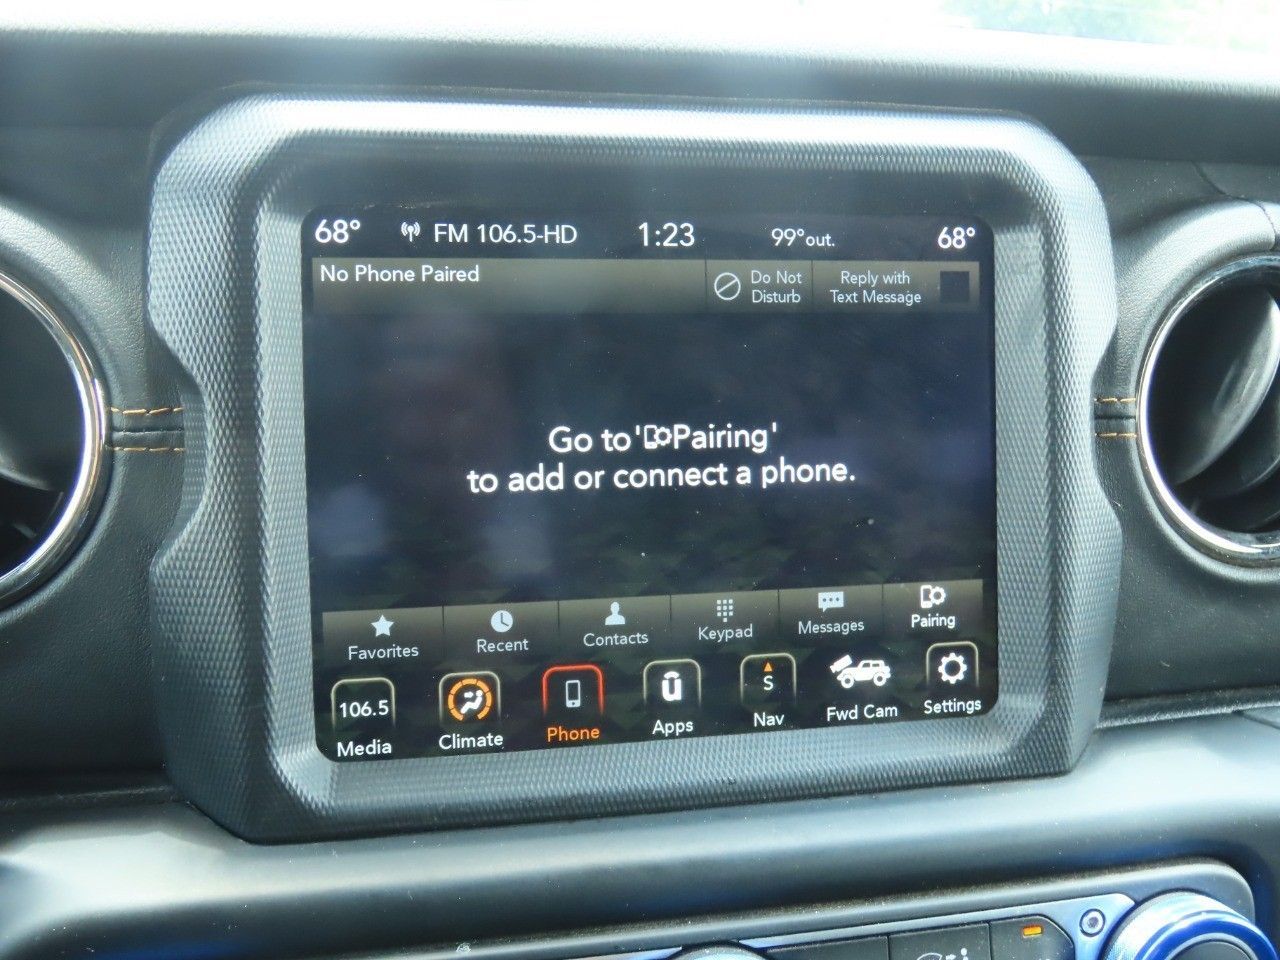 68° FM 106.5-HD 1:23 99°out. 68°
No Phone Paired
Do Not
Disturb
Reply with
Text Message
Go to 'Pairing'
to add or connect a phone.
Favorites Recent Contacts Keypad Messages Pairing
106.5 û S
Media Climate Phone Apps Nav Fwd Cam Settings